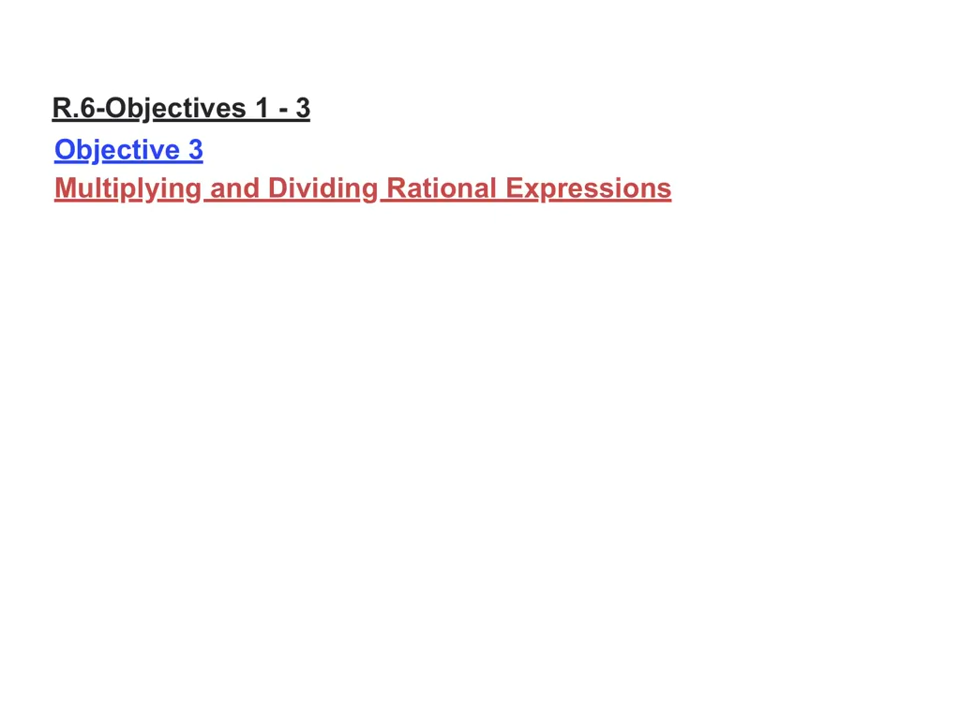 R.6-Objectives 1 - 3
Objective 3
Multiplying and Dividing Rational Expressions